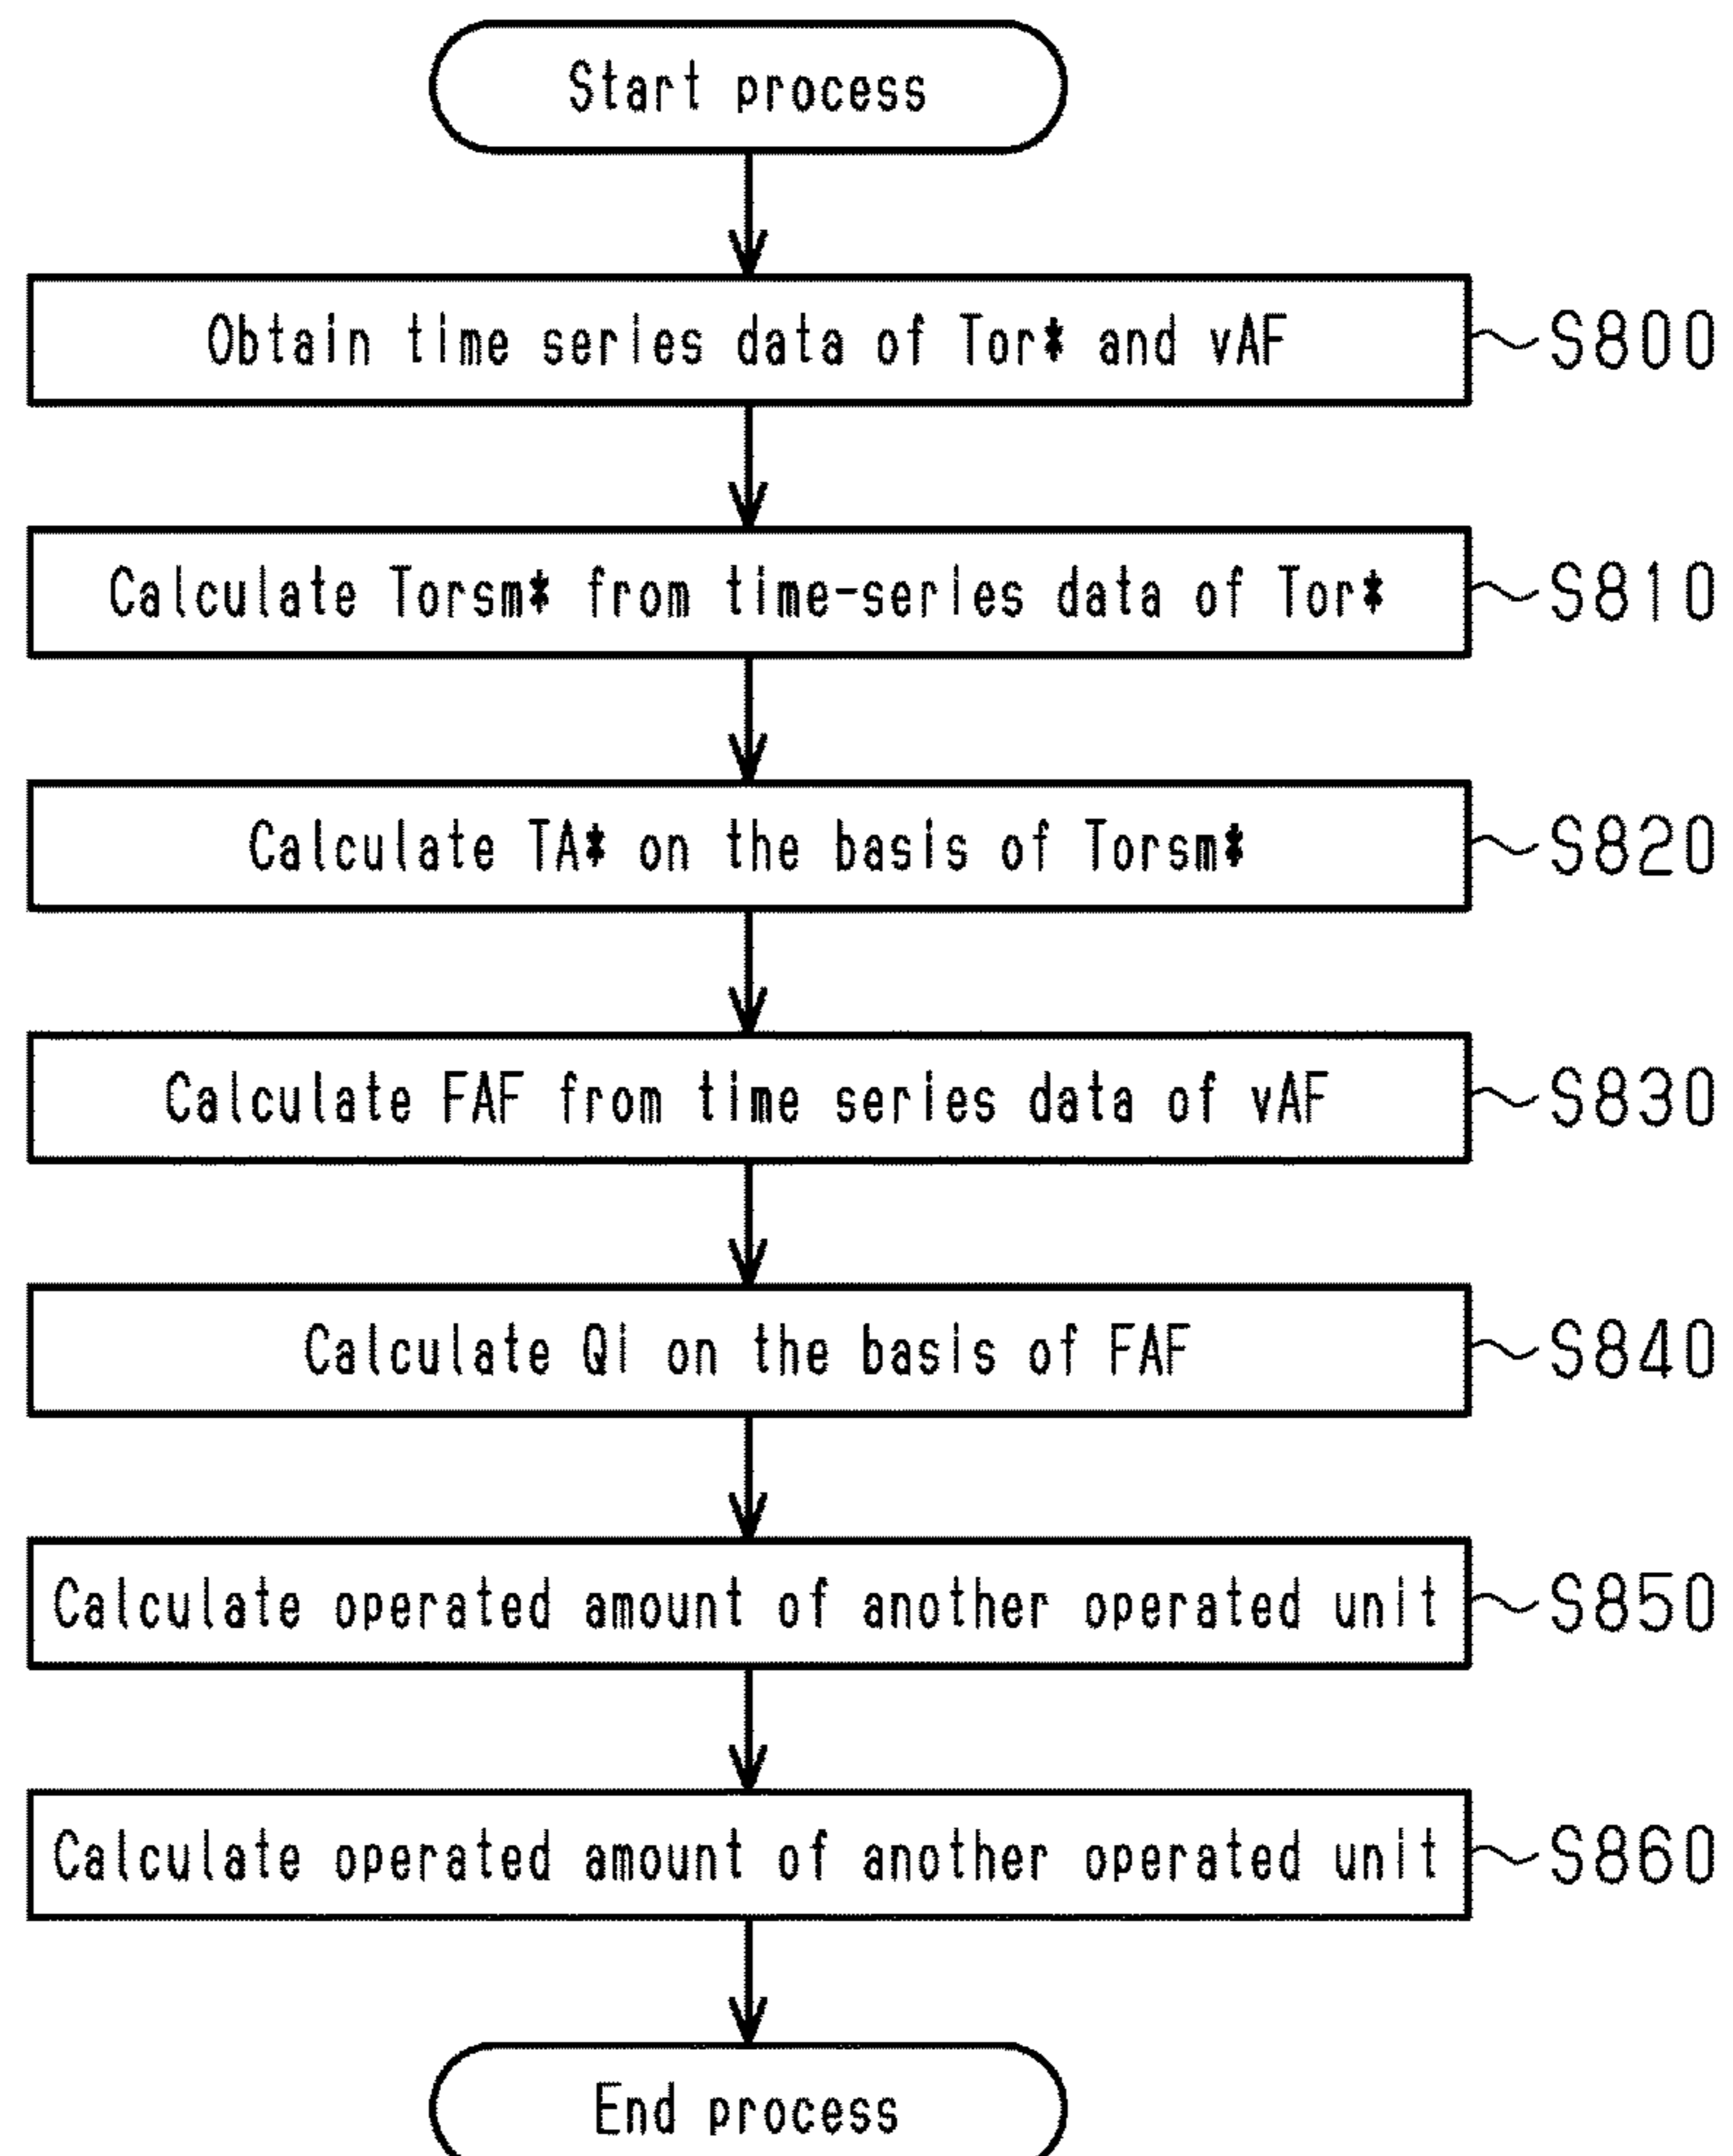 Start process
Obtain time series data of Tor* and vAF
S800
Calculate Torsm* from time-series data of Tor*
S810
Calculate TA* on the basis of Torsm*
S820
Calculate FAF from time series data of vAF
S830
Calculate Qi on the basis of FAF
S840
Calculate operated amount of another operated unit
S850
Calculate operated amount of another operated unit
S860
End process